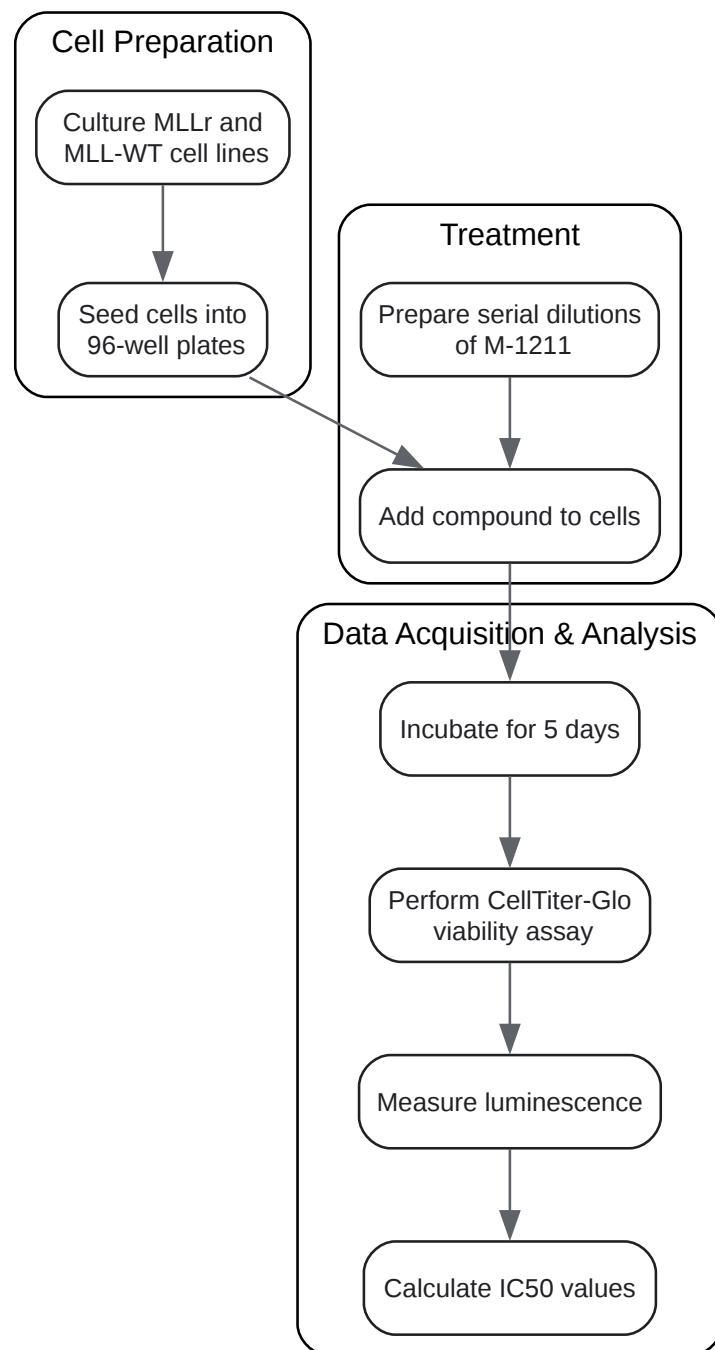 Cell Preparation
Culture MLLr and
MLL-WT cell lines
Seed cells into
96-well plates
Treatment
Prepare serial dilutions
of M-1211
Add compound to cells
Data Acquisition & Analysis
Incubate for 5 days
Perform CellTiter-Glo
viability assay
Measure luminescence
Calculate IC50 values